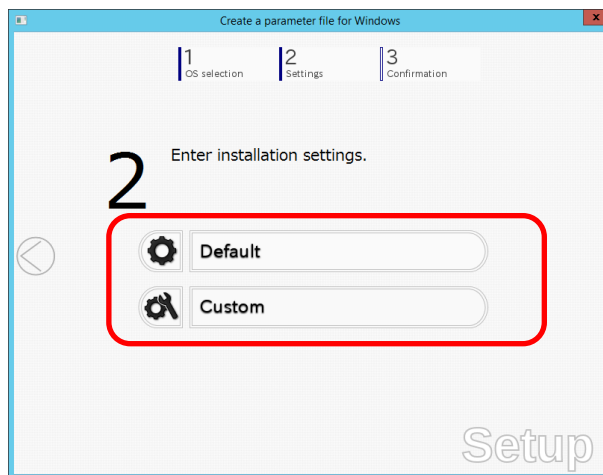 Create a parameter file for Windows
x
1
OS selection
2
Settings
3
Confirmation
2
Enter installation settings.
Default
Custom
Setup